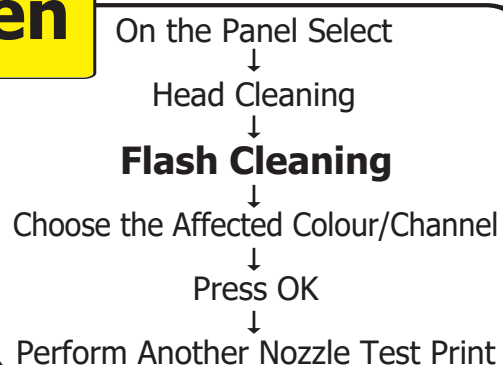 en
On the Panel Select
↓
Head Cleaning
↓
Flash Cleaning
↓
Choose the Affected Colour/Channel
↓
Press OK
↓
Perform Another Nozzle Test Print